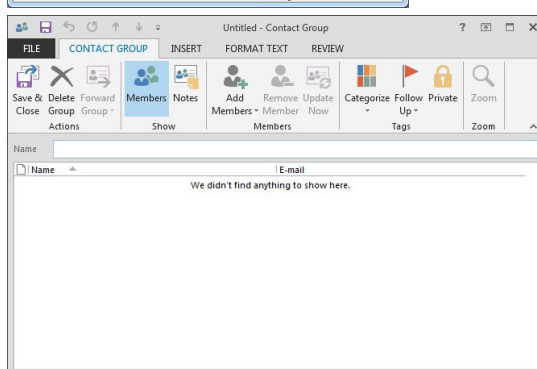 Untitled - Contact Group
FILE CONTACT GROUP INSERT FORMAT TEXT REVIEW
Save & Delete Forward Members Notes Add Remove Update Categorize Follow Private Zoom
Close Group Group Members Member Now Up
Actions Show Members Tags Zoom
Name
Name E-mail
We didn't find anything to show here.